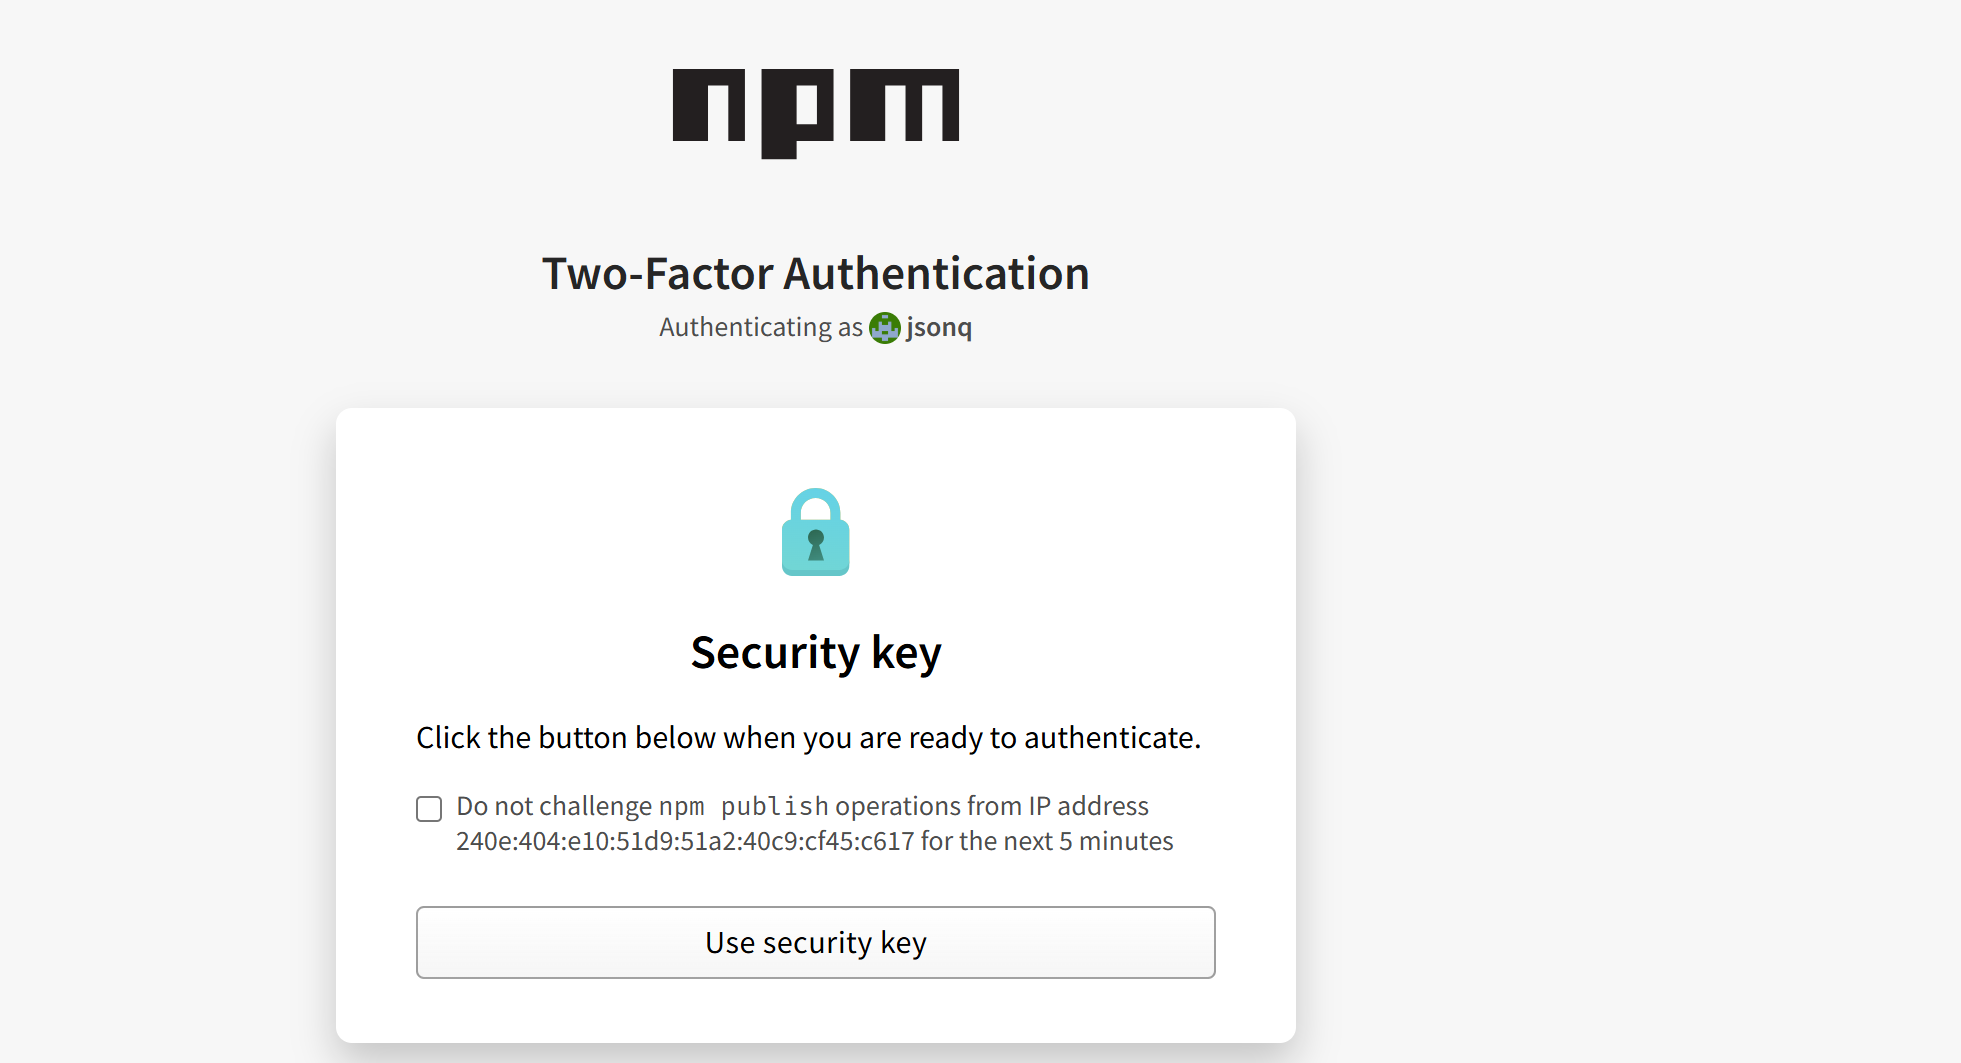 npm
Two-Factor Authentication
Authenticating as jsonq
Security key
Click the button below when you are ready to authenticate.
Do not challenge npm publish operations from IP address
240e:404:e10:51d9:51a2:40c9:cf45:c617 for the next 5 minutes
Use security key